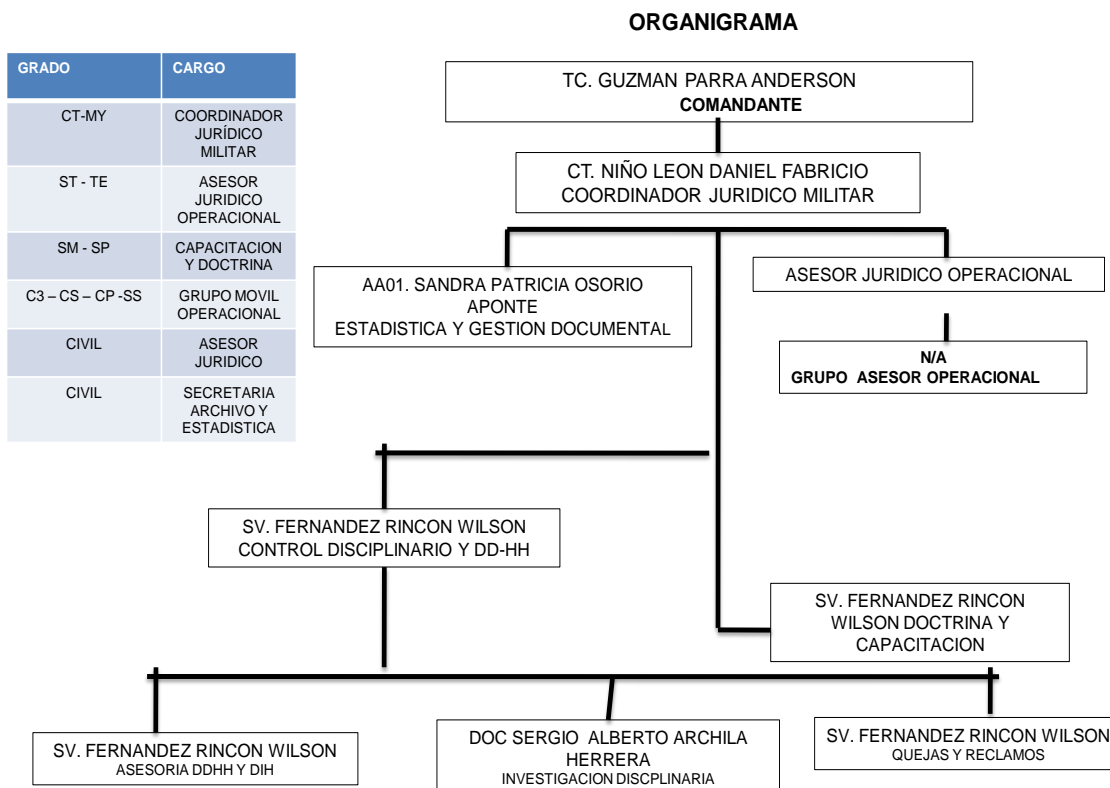 ORGANIGRAMA
GRADO CARGO
CT-MY COORDINADOR
JURÍDICO
MILITAR
ST - TE ASESOR
JURIDICO
OPERACIONAL
SM - SP CAPACITACION
Y DOCTRINA
C3 – CS – CP -SS GRUPO MOVIL
OPERACIONAL
CIVIL ASESOR
JURIDICO
CIVIL SECRETARIA
ARCHIVO Y
ESTADISTICA
TC. GUZMAN PARRA ANDERSON
COMANDANTE
CT. NIÑO LEON DANIEL FABRICIO
COORDINADOR JURIDICO MILITAR
AA01. SANDRA PATRICIA OSORIO
APONTE
ESTADISTICA Y GESTION DOCUMENTAL
ASESOR JURIDICO OPERACIONAL
N/A
GRUPO ASESOR OPERACIONAL
SV. FERNANDEZ RINCON WILSON
CONTROL DISCIPLINARIO Y DD-HH
SV. FERNANDEZ RINCON
WILSON DOCTRINA Y
CAPACITACION
SV. FERNANDEZ RINCON WILSON
ASESORIA DDHH Y DIH
DOC SERGIO ALBERTO ARCHILA
HERRERA
INVESTIGACION DISCPLINARIA
SV. FERNANDEZ RINCON WILSON
QUEJAS Y RECLAMOS